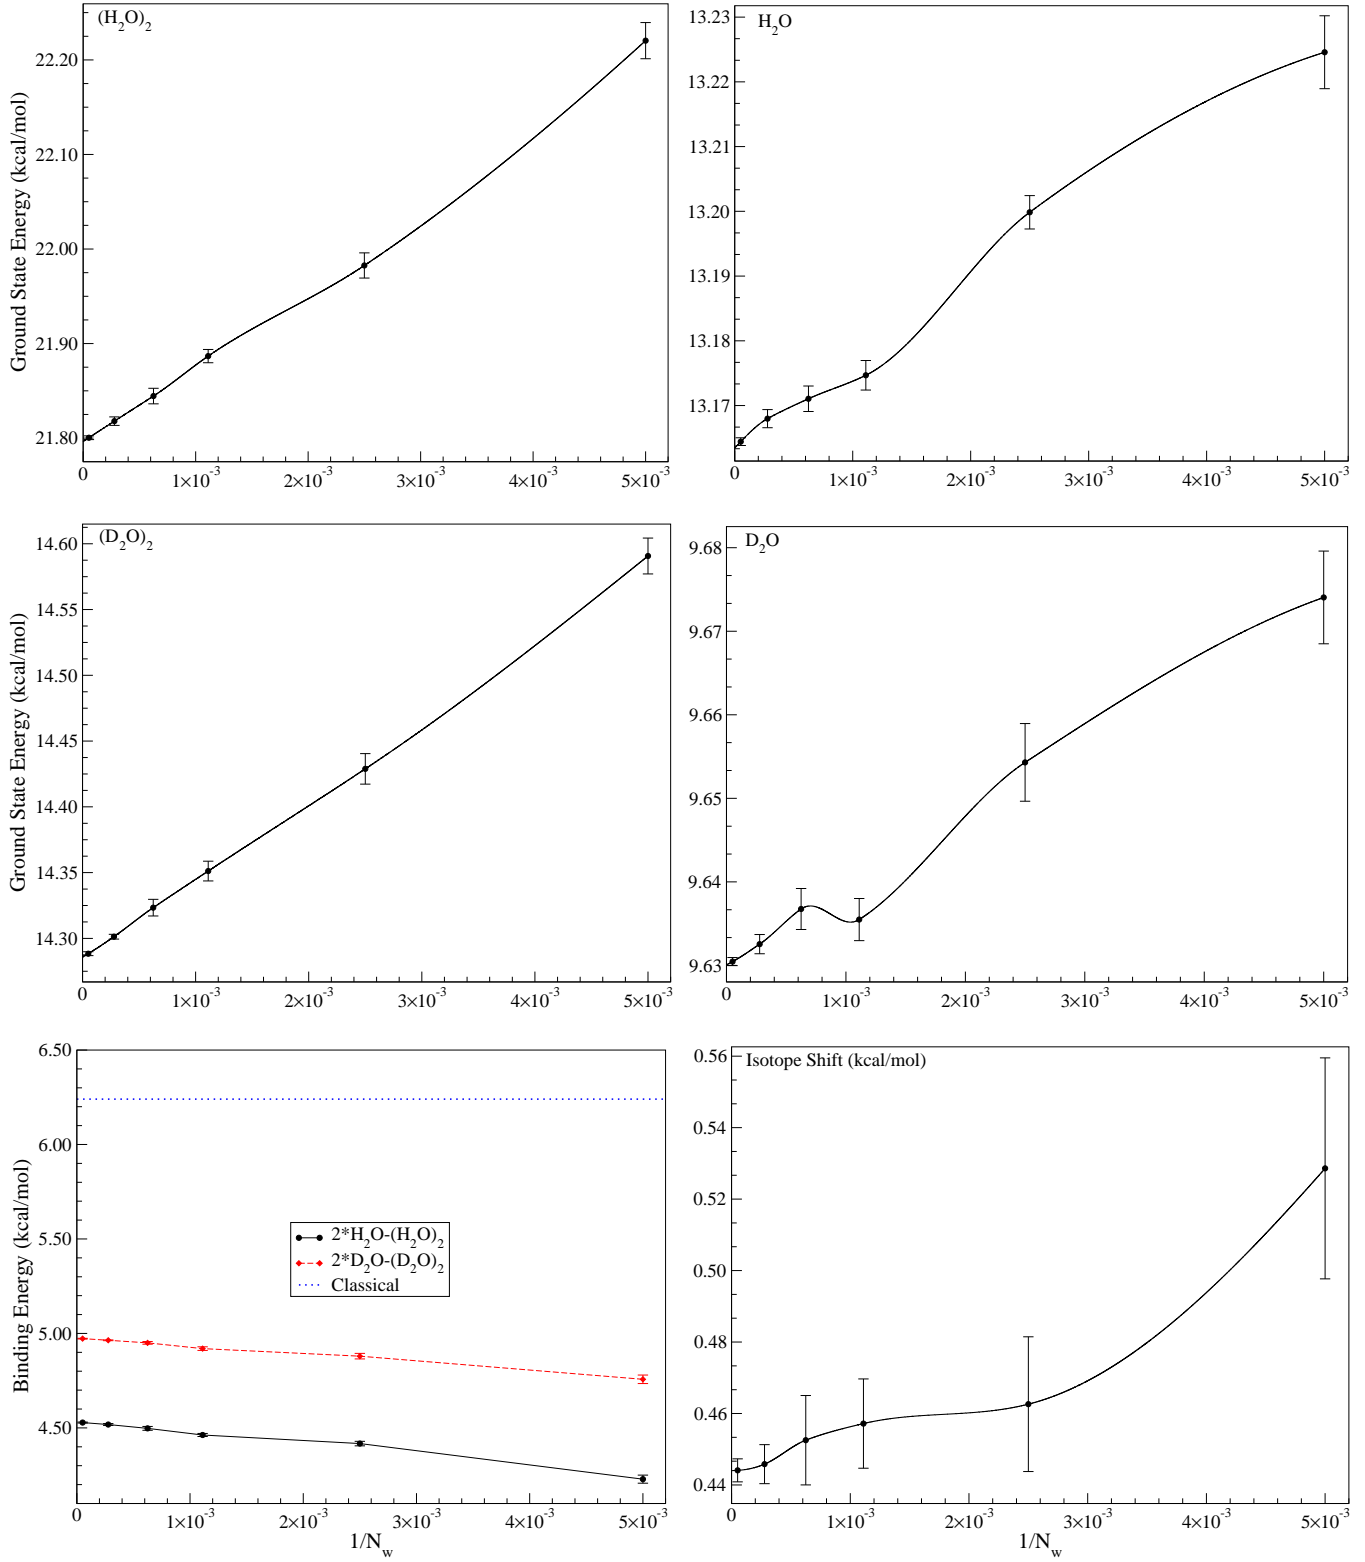 (H₂O)₂
Ground State Energy (kcal/mol)
22.20
22.10
22.00
21.90
21.80
0 1×10⁻³ 2×10⁻³ 3×10⁻³ 4×10⁻³ 5×10⁻³
H₂O
13.23
13.22
13.21
13.20
13.19
13.18
13.17
0 1×10⁻³ 2×10⁻³ 3×10⁻³ 4×10⁻³ 5×10⁻³
(D₂O)₂
Ground State Energy (kcal/mol)
14.60
14.55
14.50
14.45
14.40
14.35
14.30
0 1×10⁻³ 2×10⁻³ 3×10⁻³ 4×10⁻³ 5×10⁻³
D₂O
9.68
9.67
9.66
9.65
9.64
9.63
0 1×10⁻³ 2×10⁻³ 3×10⁻³ 4×10⁻³ 5×10⁻³
Binding Energy (kcal/mol)
6.50
6.00
5.50
5.00
4.50
2*H₂O-(H₂O)₂
2*D₂O-(D₂O)₂
Classical
0 1×10⁻³ 2×10⁻³ 3×10⁻³ 4×10⁻³ 5×10⁻³
1/N_w
Isotope Shift (kcal/mol)
0.56
0.54
0.52
0.50
0.48
0.46
0.44
0 1×10⁻³ 2×10⁻³ 3×10⁻³ 4×10⁻³ 5×10⁻³
1/N_w